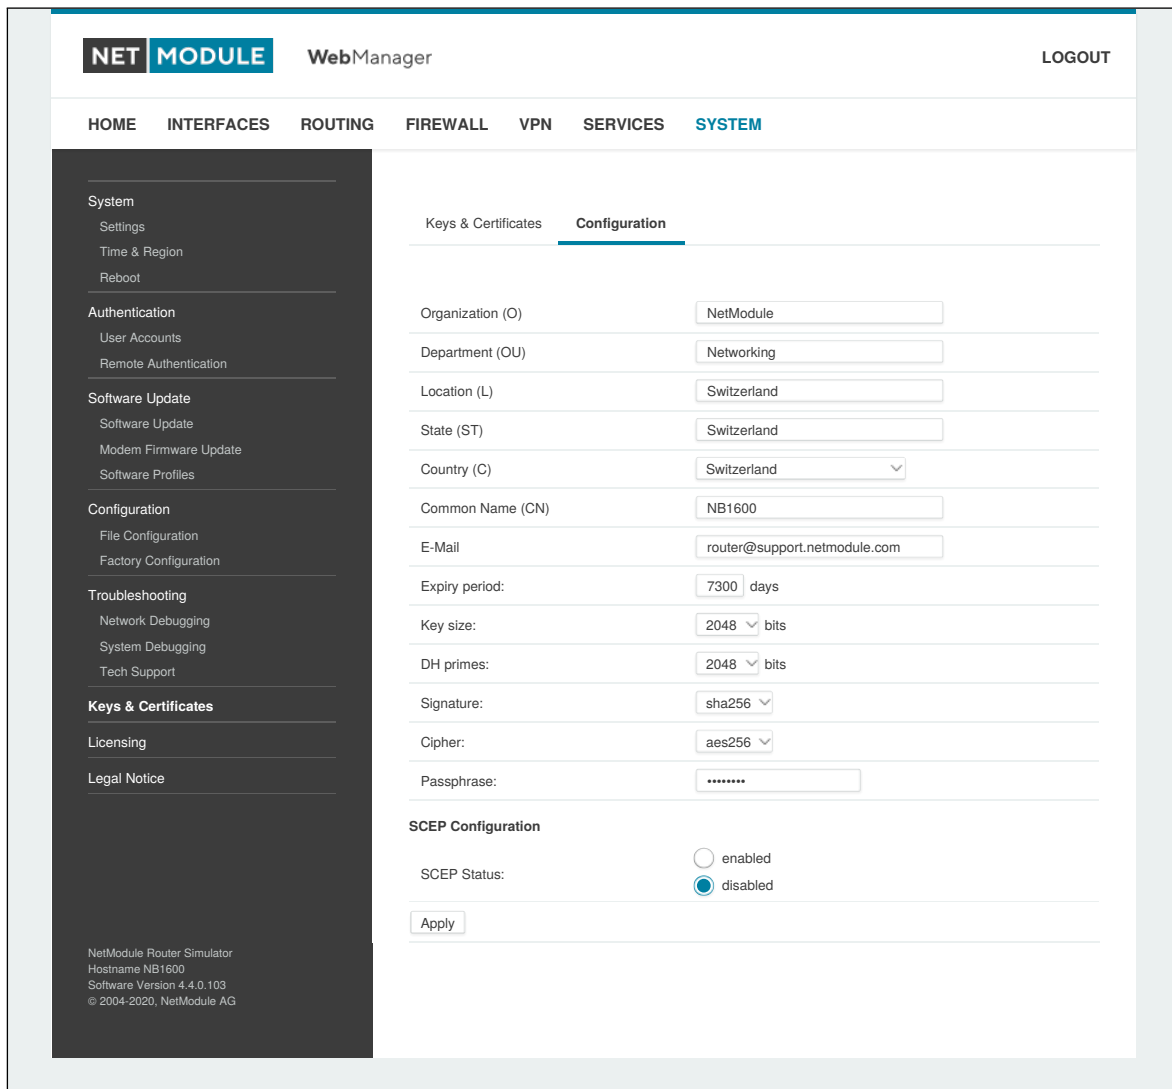 NET MODULE WebManager LOGOUT
HOME INTERFACES ROUTING FIREWALL VPN SERVICES SYSTEM
System
Settings
Time & Region
Reboot
Authentication
User Accounts
Remote Authentication
Software Update
Software Update
Modem Firmware Update
Software Profiles
Configuration
File Configuration
Factory Configuration
Troubleshooting
Network Debugging
System Debugging
Tech Support
Keys & Certificates
Licensing
Legal Notice
NetModule Router Simulator
Hostname NB1600
Software Version 4.4.0.103
© 2004-2020, NetModule AG
Keys & Certificates Configuration
Organization (O) NetModule
Department (OU) Networking
Location (L) Switzerland
State (ST) Switzerland
Country (C) Switzerland
Common Name (CN) NB1600
E-Mail router@support.netmodule.com
Expiry period: 7300 days
Key size: 2048 bits
DH primes: 2048 bits
Signature: sha256
Cipher: aes256
Passphrase: ••••••••
SCEP Configuration
SCEP Status: enabled
disabled
Apply